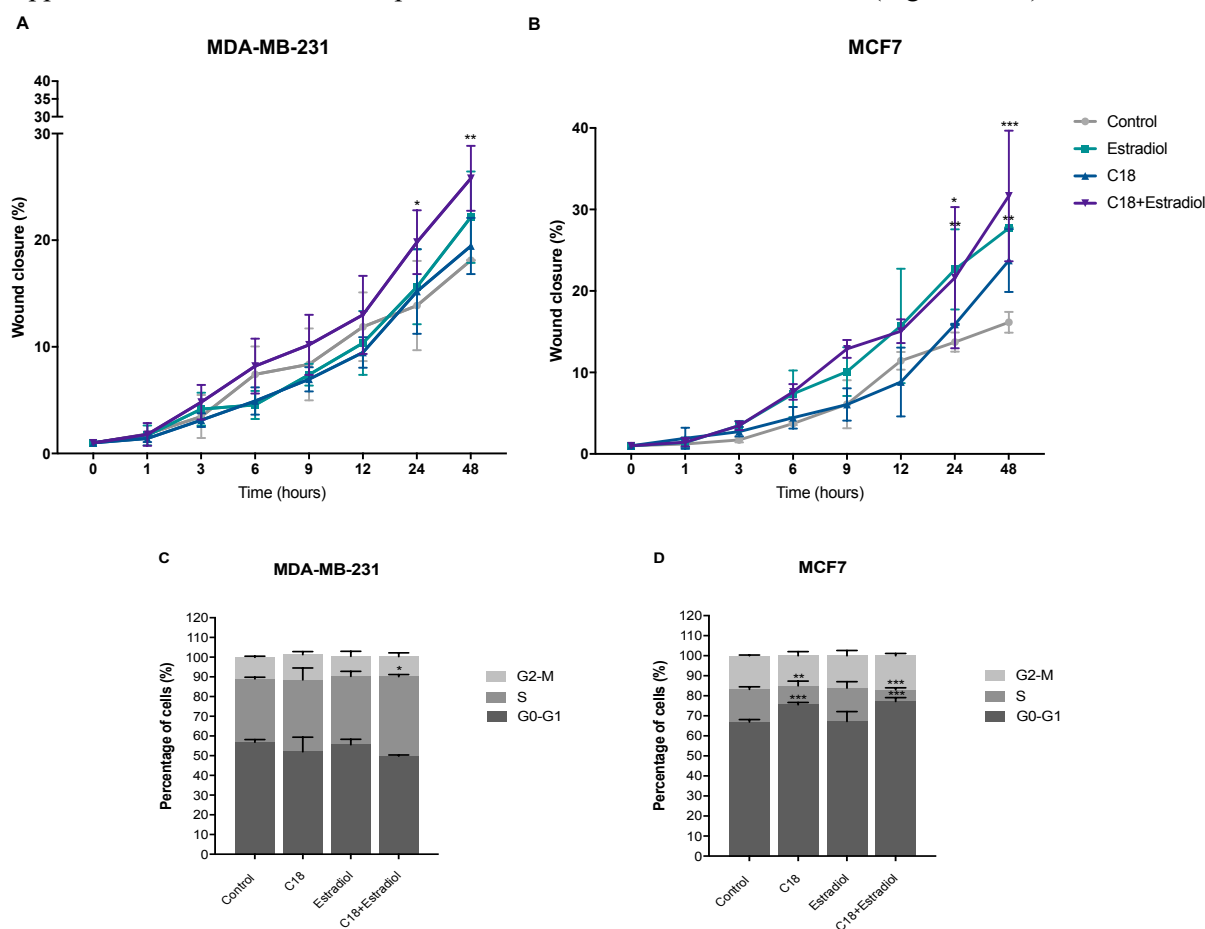 A
MDA-MB-231
Wound closure (%)
40
35
30
30
20
10
0
0 1 3 6 9 12 24 48
Time (hours)
*
**
B
MCF7
Wound closure (%)
40
30
20
10
0
0 1 3 6 9 12 24 48
Time (hours)
*
**
***
**
Control
Estradiol
C18
C18+Estradiol
C
MDA-MB-231
Percentage of cells (%)
120
110
100
90
80
70
60
50
40
30
20
10
0
*
Control C18 Estradiol C18+Estradiol
G2-M
S
G0-G1
D
MCF7
Percentage of cells (%)
120
110
100
90
80
70
60
50
40
30
20
10
0
**
***
***
***
Control C18 Estradiol C18+Estradiol
G2-M
S
G0-G1